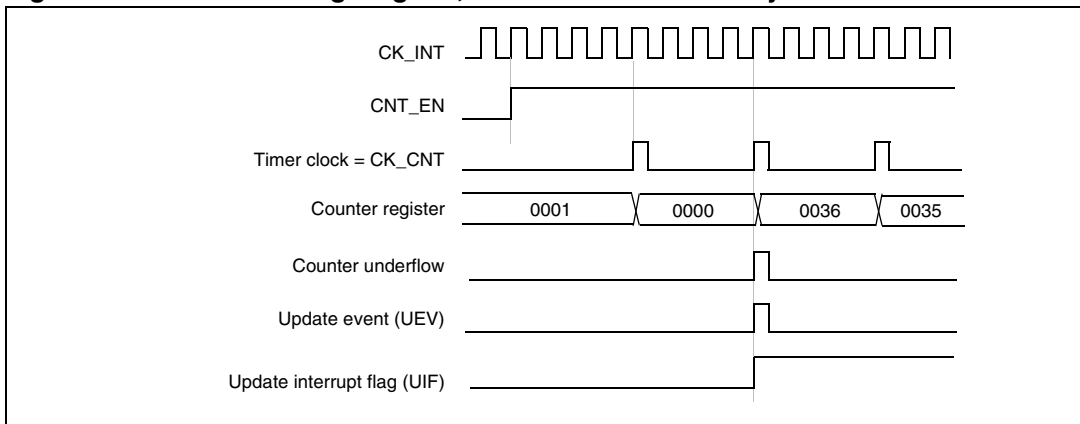 CK_INT
CNT_EN
Timer clock = CK_CNT
Counter register 0001 0000 0036 0035
Counter underflow
Update event (UEV)
Update interrupt flag (UIF)